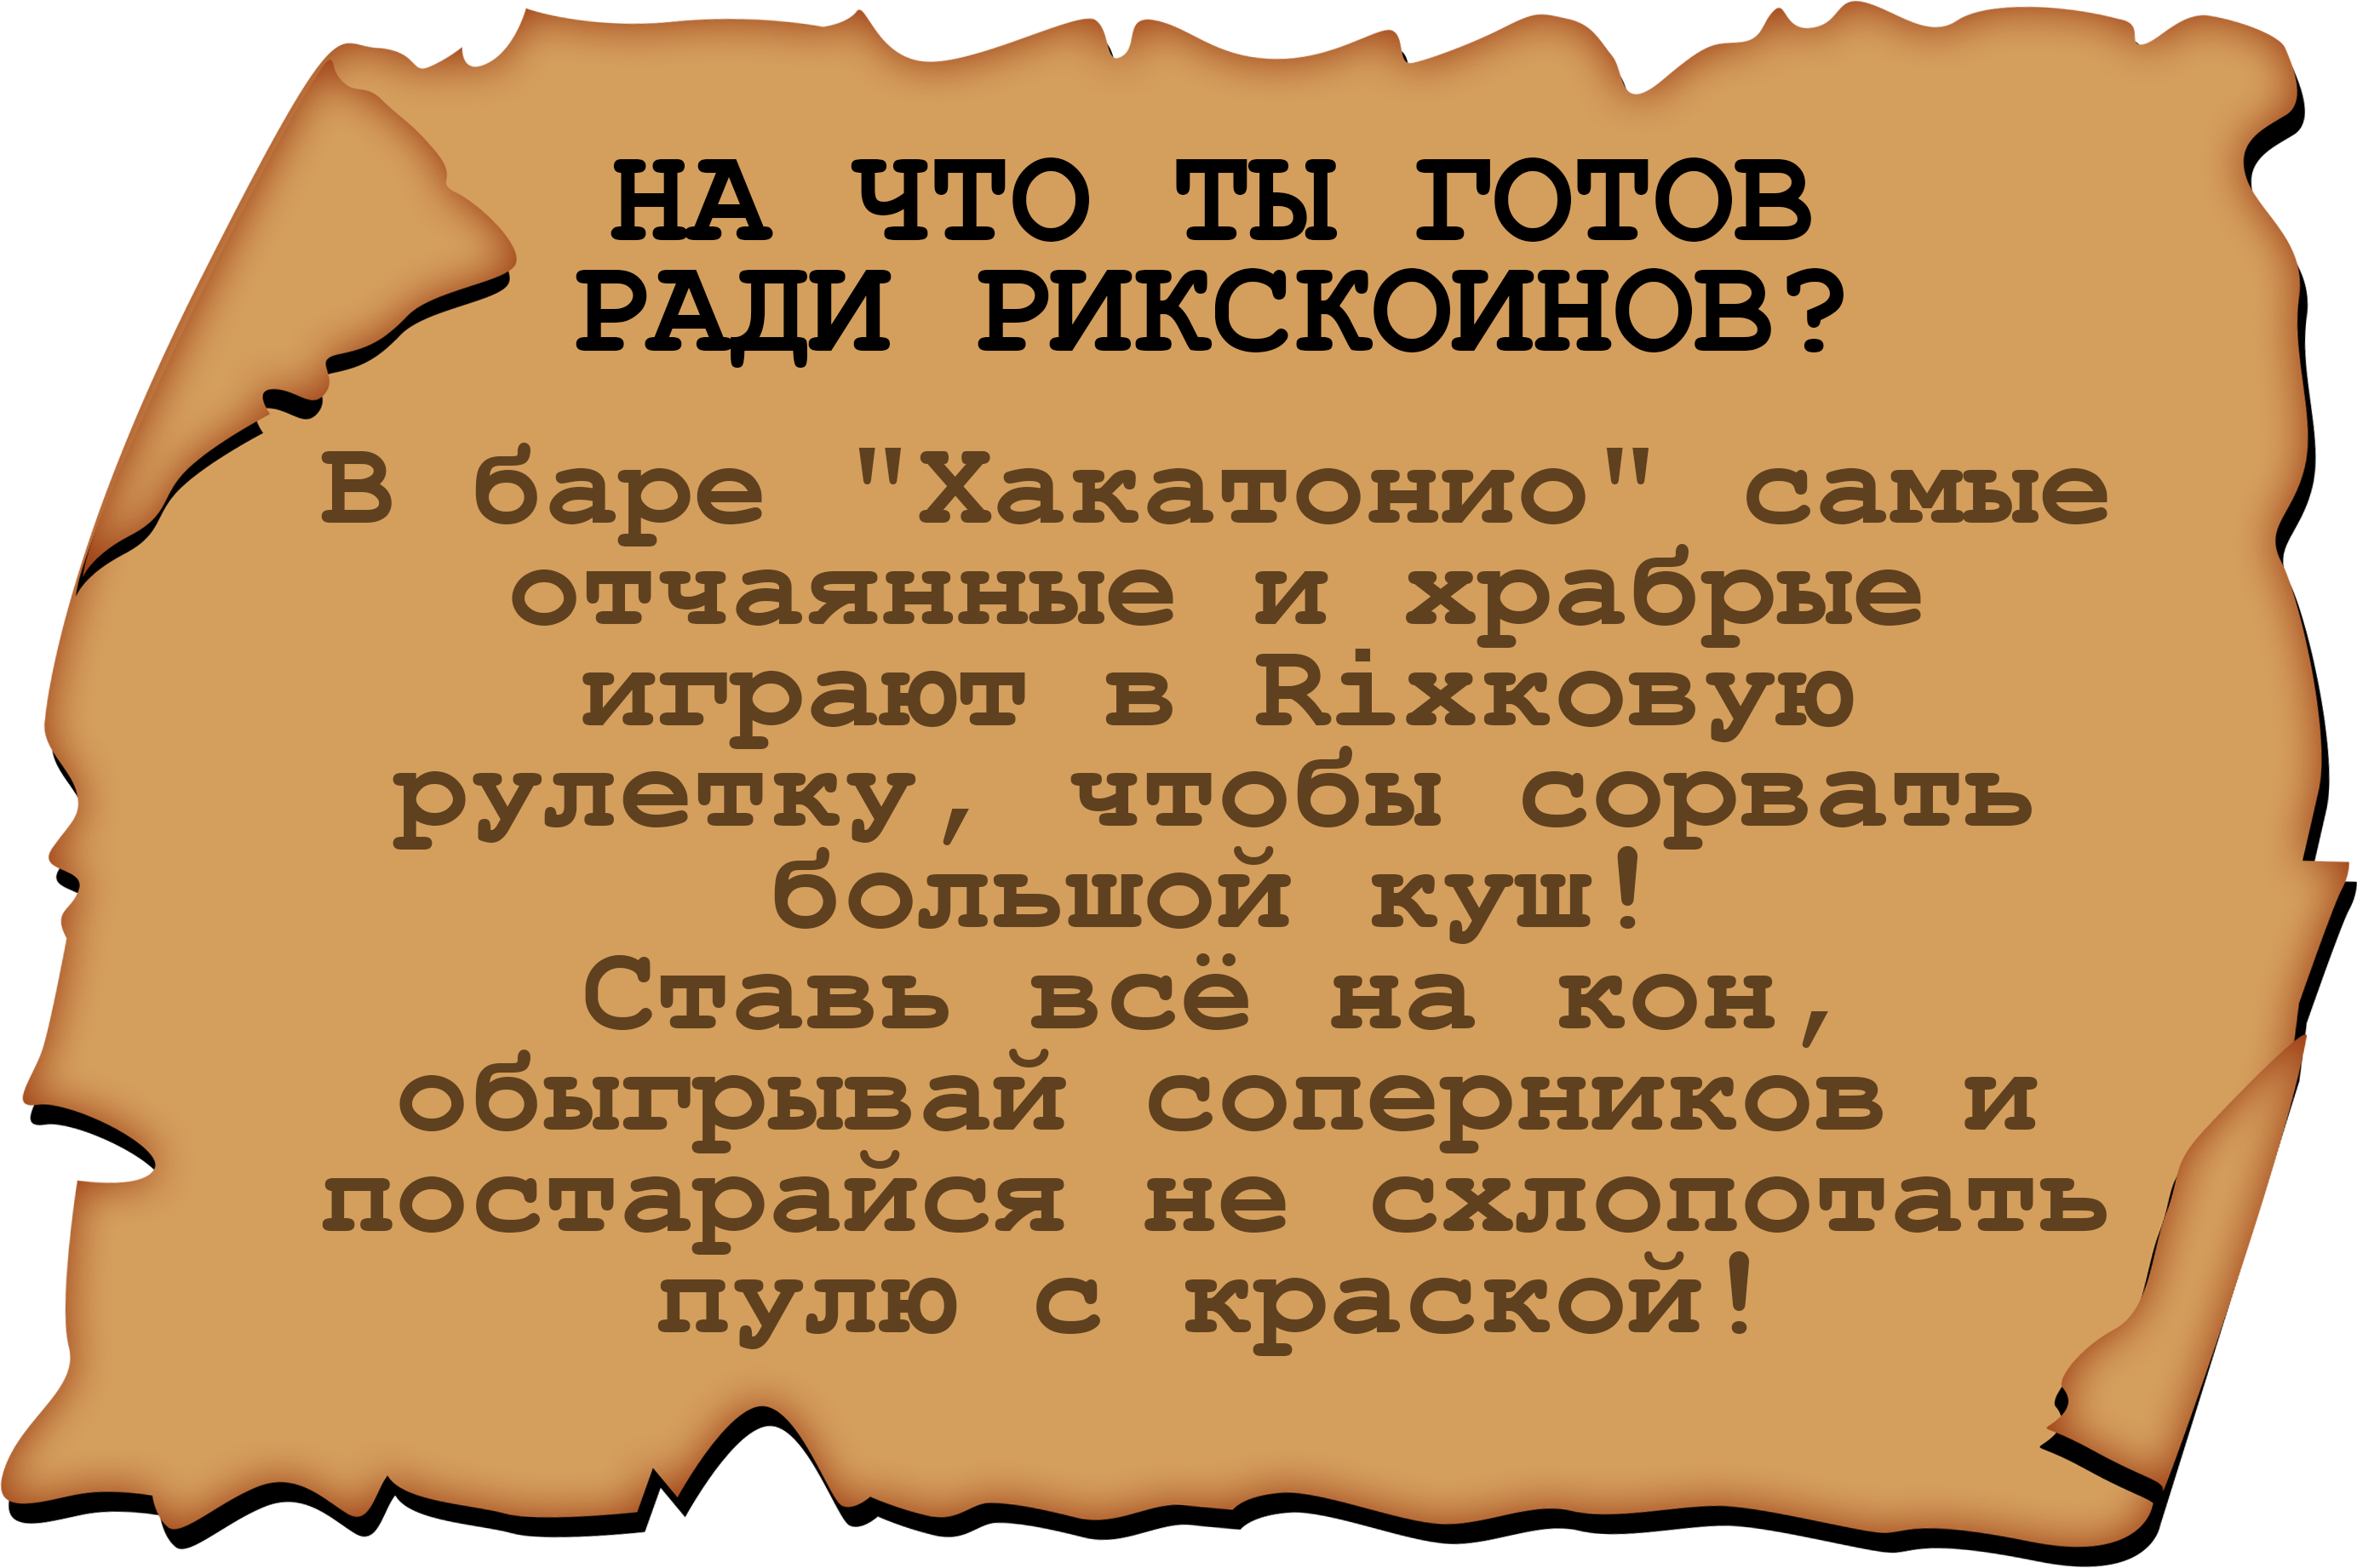 НА ЧТО ТЫ ГОТОВ
РАДИ РИКСКОИНОВ?
В баре "Хакатонио" самые
отчаянные и храбрые
играют в Rixковую
рулетку, чтобы сорвать
большой куш!
Ставь всё на кон,
обыгрывай соперников и
постарайся не схлопотать
пулю с краской!